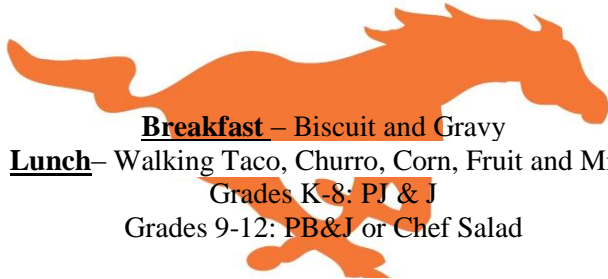 Breakfast – Biscuit and Gravy
Lunch– Walking Taco, Churro, Corn, Fruit and
Grades K-8: PJ & J
Grades 9-12: PB&J or Chef Salad